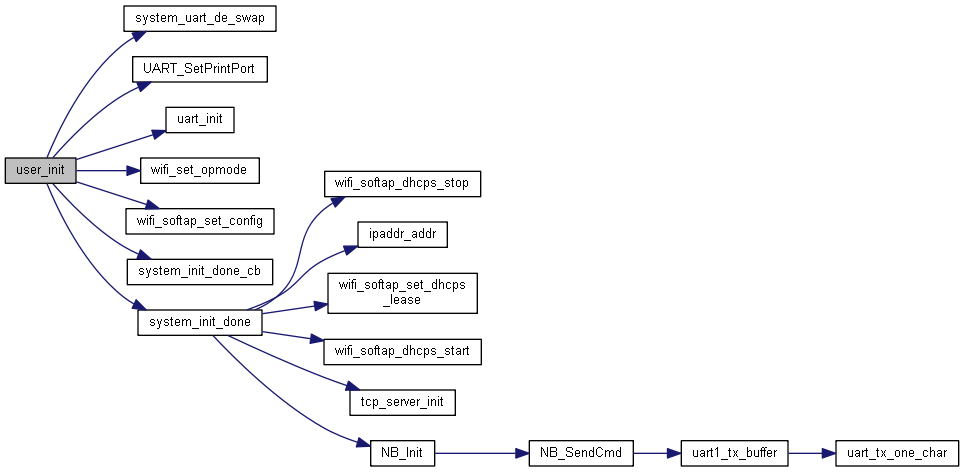 system_uart_de_swap
UART_SetPrintPort
uart_init
user_init
wifi_set_opmode
wifi_softap_set_config
system_init_done_cb
system_init_done
wifi_softap_dhcps_stop
ipaddr_addr
wifi_softap_set_dhcps
_lease
wifi_softap_dhcps_start
tcp_server_init
NB_Init
NB_SendCmd
uart1_tx_buffer
uart_tx_one_char